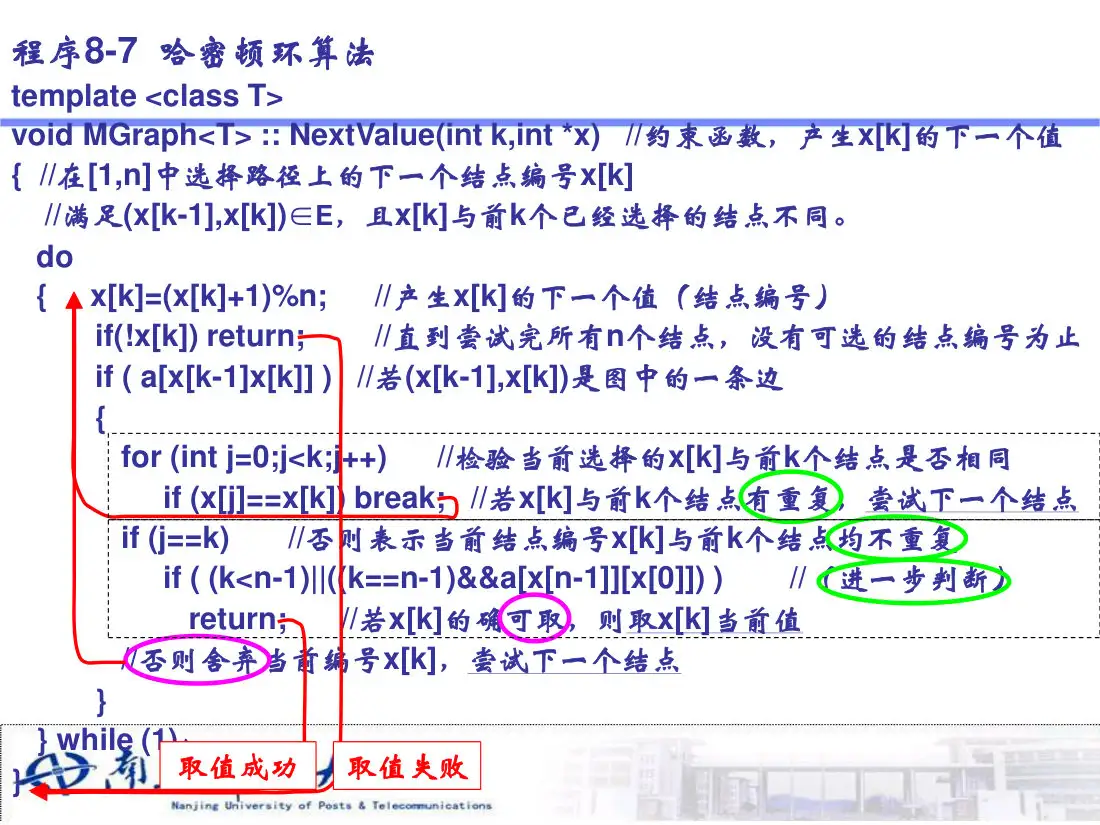 程序8-7 哈密顿环算法
template <class T>
void MGraph<T> :: NextValue(int k,int *x) //约束函数，产生x[k]的下一个值
{ //在[1,n]中选择路径上的下一个结点编号x[k]
//满足(x[k-1],x[k])∈E，且x[k]与前k个已经选择的结点不同。
do
{ x[k]=(x[k]+1)%n; //产生x[k]的下一个值（结点编号）
if(!x[k]) return; //直到尝试完所有n个结点，没有可选的结点编号为止
if ( a[x[k-1]x[k]] ) //若(x[k-1],x[k])是图中的一条边
{
for (int j=0;j<k;j++) //检验当前选择的x[k]与前k个结点是否相同
if (x[j]==x[k]) break; //若x[k]与前k个结点有重复，尝试下一个结点
if (j==k) //否则表示当前结点编号x[k]与前k个结点均不重复
if ( (k<n-1)||((k==n-1)&&a[x[n-1]][x[0]]) ) //（进一步判断）
return; //若x[k]的确可取，则取x[k]当前值
//否则舍弃当前编号x[k]，尝试下一个结点
}
} while (1);
取值成功 取值失败
}
南
Nanjing University of Posts & Telecommunications